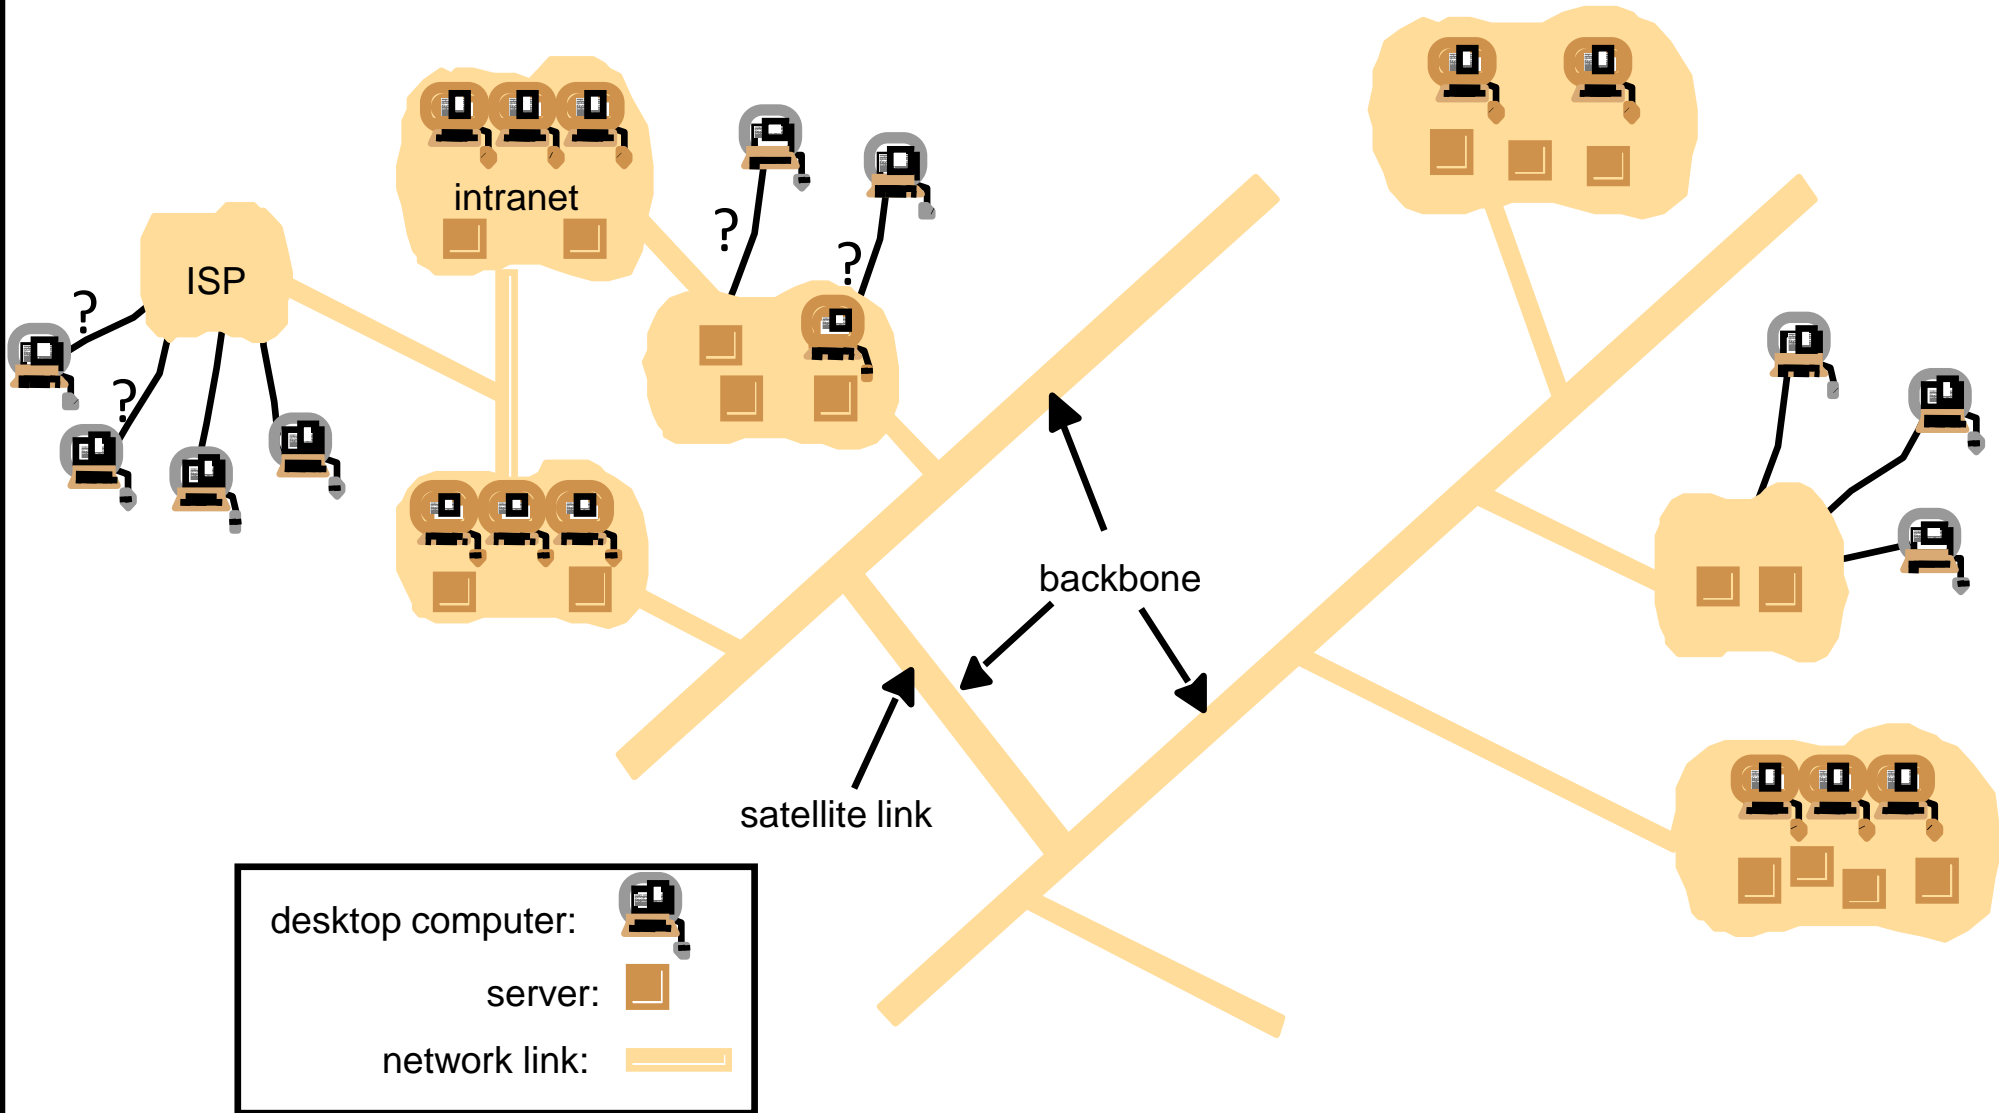 intranet
?
?
ISP
?
?
backbone
satellite link
desktop computer:
server:
network link: